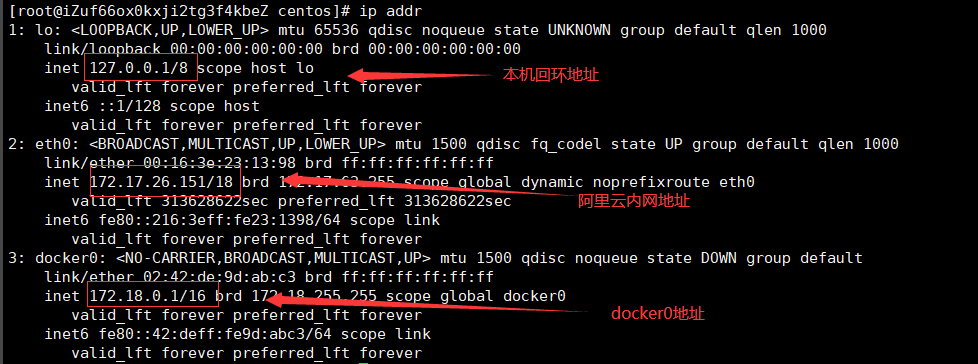 [root@iZuf66ox0kxji2tg3f4kbeZ centos]# ip addr
1: lo: <LOOPBACK,UP,LOWER_UP> mtu 65536 qdisc noqueue state UNKNOWN group default qlen 1000
link/loopback 00:00:00:00:00:00 brd 00:00:00:00:00:00
inet 127.0.0.1/8 scope host lo
本机回环地址
valid_lft forever preferred_lft forever
inet6 ::1/128 scope host
valid_lft forever preferred_lft forever
2: eth0: <BROADCAST,MULTICAST,UP,LOWER_UP> mtu 1500 qdisc fq_codel state UP group default qlen 1000
link/ether 00:16:3e:23:13:98 brd ff:ff:ff:ff:ff:ff
inet 172.17.26.151/18 brd 172.17.63.255 scope global dynamic noprefixroute eth0
阿里云内网地址
valid_lft 313628622sec preferred_lft 313628622sec
inet6 fe80::216:3eff:fe23:1398/64 scope link
valid_lft forever preferred_lft forever
3: docker0: <NO-CARRIER,BROADCAST,MULTICAST,UP> mtu 1500 qdisc noqueue state DOWN group default
link/ether 02:42:de:9d:ab:c3 brd ff:ff:ff:ff:ff:ff
inet 172.18.0.1/16 brd 172.18.255.255 scope global docker0
docker0地址
valid_lft forever preferred_lft forever
inet6 fe80::42:deff:fe9d:abc3/64 scope link
valid_lft forever preferred_lft forever